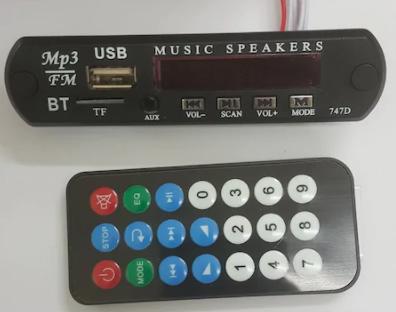 Mp3
FM
USB
MUSIC SPEAKERS
BT
TF
AUX
VOL-
SCAN
VOL+
M
MODE
747D
EQ
0
3
6
9
STOP
2
5
8
MODE
1
4
7